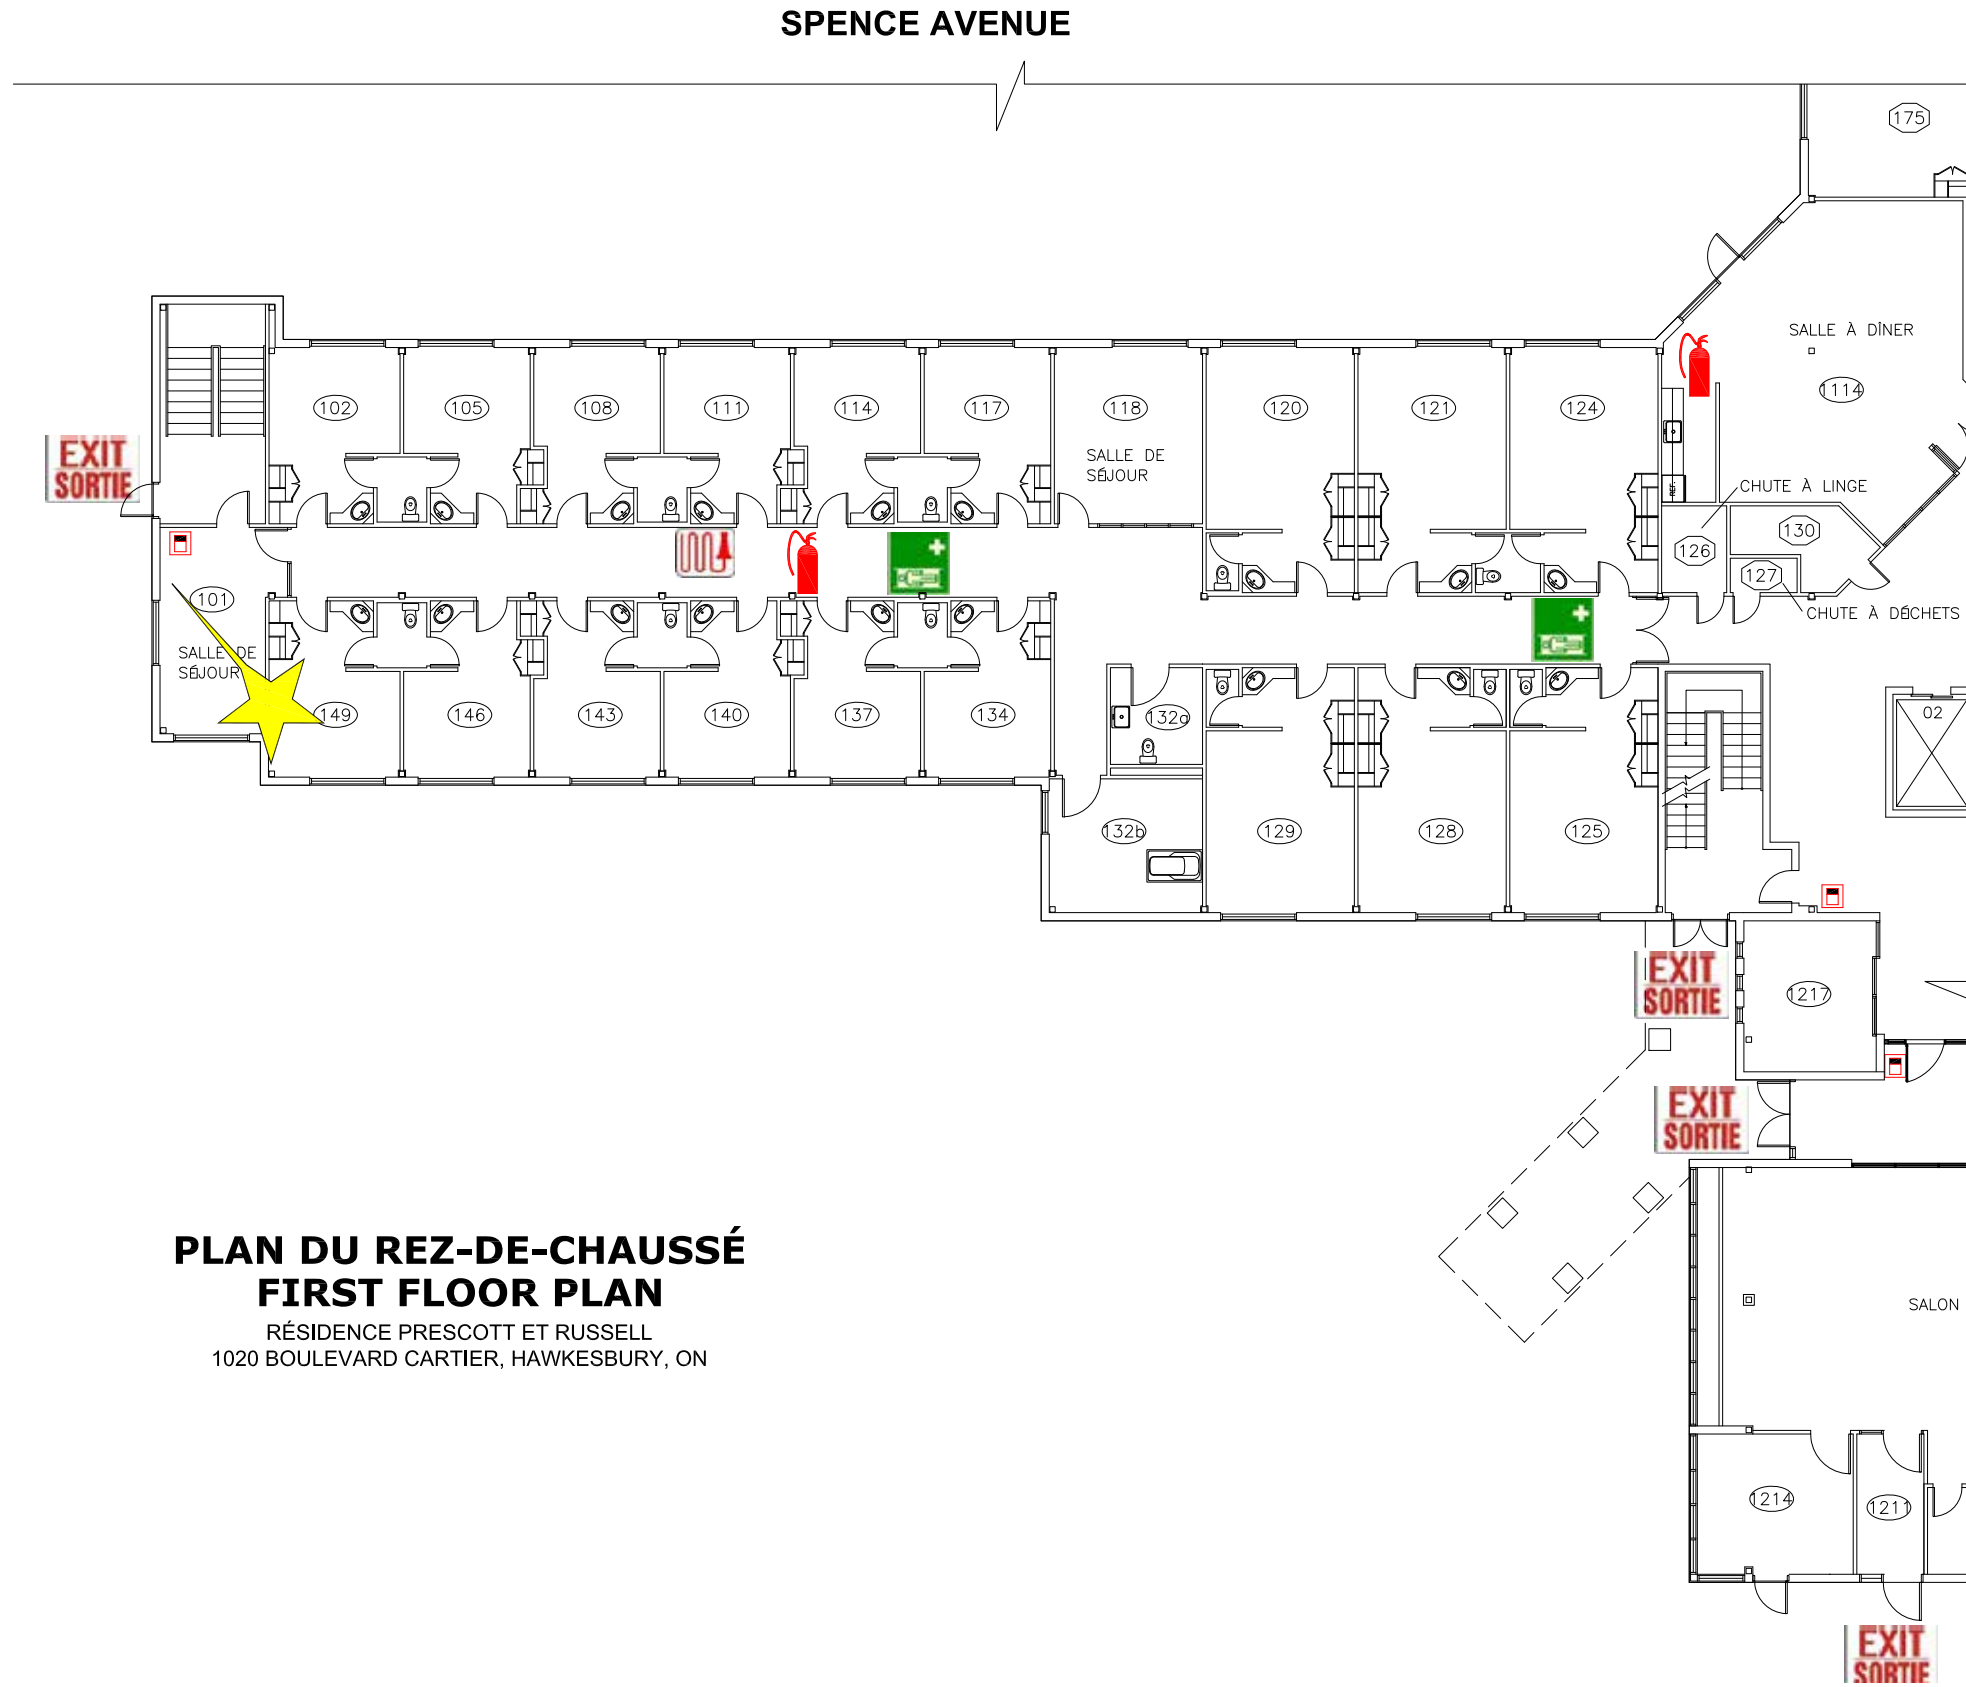 SPENCE AVENUE
175
SALLE À DÎNER
1114
102
105
108
111
114
117
118
120
121
124
SALLE DE
SÉJOUR
EXIT
SORTIE
REF.
CHUTE À LINGE
130
126
127
CHUTE À DÉCHETS
101
SALLE DE
SÉJOUR
149
146
143
140
137
134
132a
02
132b
129
128
125
EXIT
SORTIE
1217
EXIT
SORTIE
PLAN DU REZ-DE-CHAUSSÉ
FIRST FLOOR PLAN
RÉSIDENCE PRESCOTT ET RUSSELL
1020 BOULEVARD CARTIER, HAWKESBURY, ON
SALON
1214
1211
EXIT
SORTIE